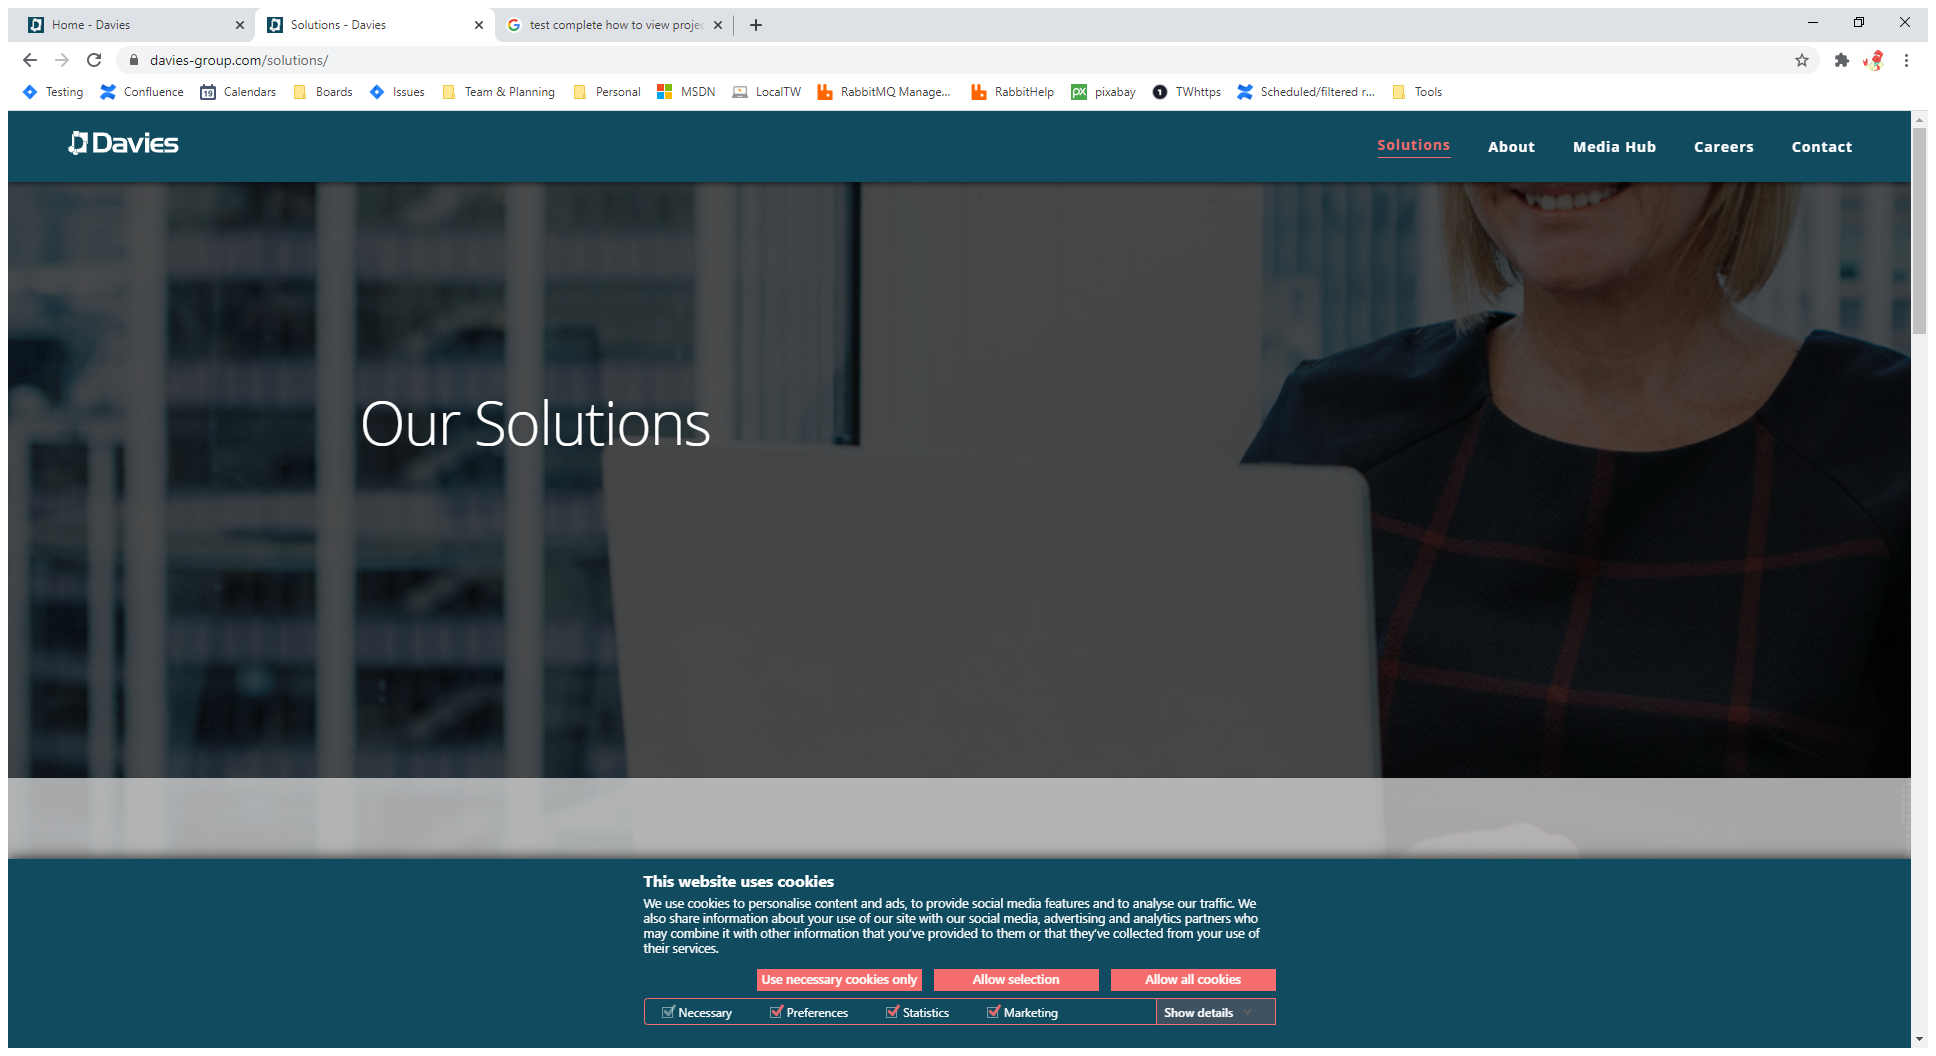 Home - Davies
Solutions - Davies
test complete how to view projec
davies-group.com/solutions/
Testing
Confluence
19
Calendars
Boards
Issues
Team & Planning
Personal
MSDN
LocalTW
RabbitMQ Manage...
RabbitHelp
px
pixabay
1
TWhttps
Scheduled/filtered r...
Tools
Davies
Solutions
About
Media Hub
Careers
Contact
Our Solutions
This website uses cookies
We use cookies to personalise content and ads, to provide social media features and to analyse our traffic. We
also share information about your use of our site with our social media, advertising and analytics partners who
may combine it with other information that you've provided to them or that they've collected from your use of
their services.
Use necessary cookies only
Allow selection
Allow all cookies
Necessary
Preferences
Statistics
Marketing
Show details